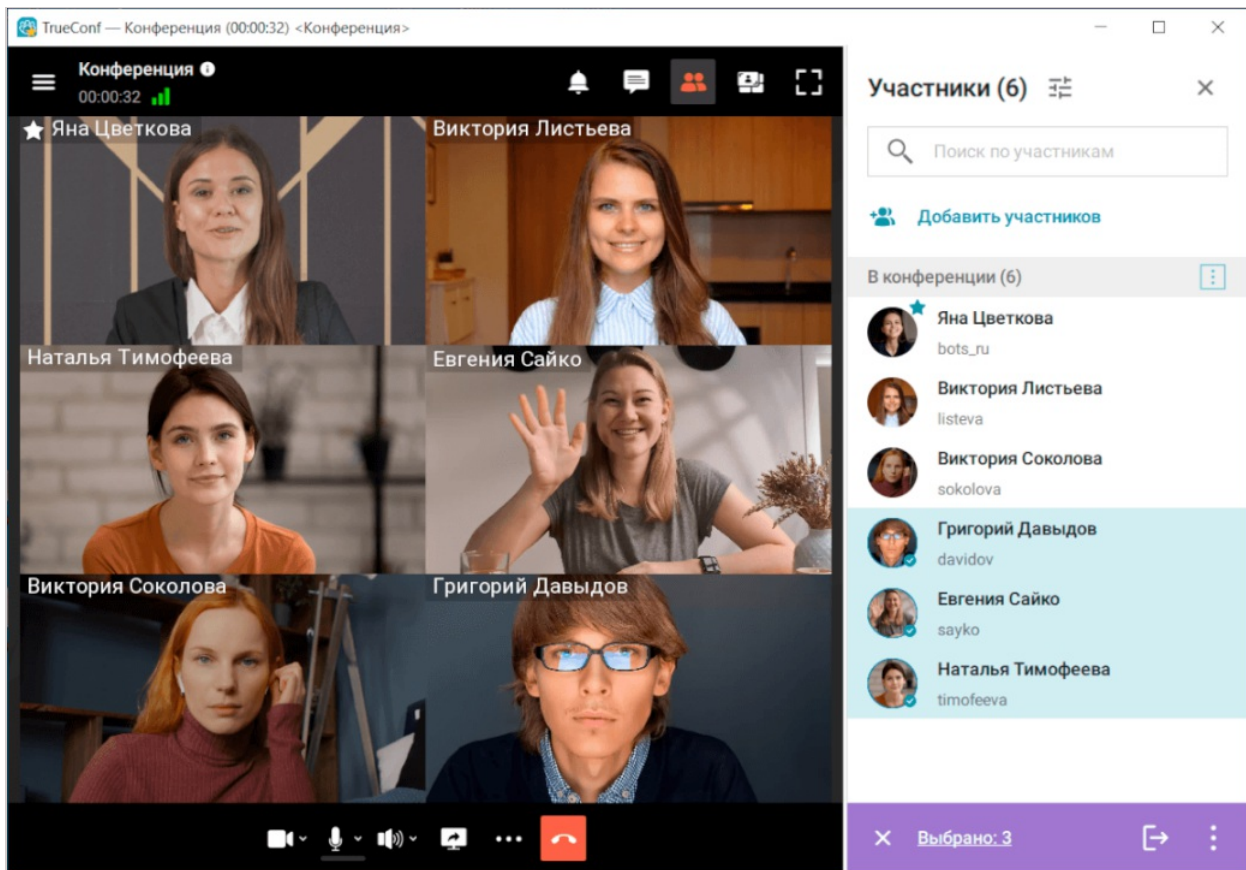 TrueConf — Конференция (00:00:32) <Конференция>
Конференция
00:00:32
Яна Цветкова
Виктория Листьева
Наталья Тимофеева
Евгения Сайко
Виктория Соколова
Григорий Давыдов
Участники (6)
Поиск по участникам
Добавить участников
В конференции (6)
Яна Цветкова
bots_ru
Виктория Листьева
listeva
Виктория Соколова
sokolova
Григорий Давыдов
davidov
Евгения Сайко
sayko
Наталья Тимофеева
timofeeva
Выбрано: 3